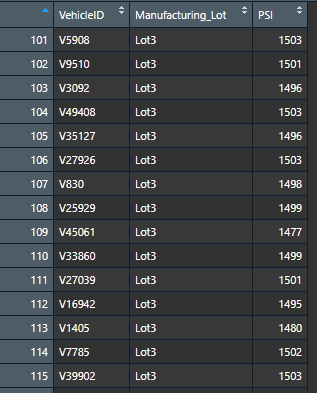 VehicleID Manufacturing_Lot PSI
101 V5908 Lot3 1503
102 V9510 Lot3 1501
103 V3092 Lot3 1496
104 V49408 Lot3 1503
105 V35127 Lot3 1496
106 V27926 Lot3 1503
107 V830 Lot3 1498
108 V25929 Lot3 1499
109 V45061 Lot3 1477
110 V33860 Lot3 1499
111 V27039 Lot3 1501
112 V16942 Lot3 1495
113 V1405 Lot3 1480
114 V7785 Lot3 1502
115 V39902 Lot3 1503